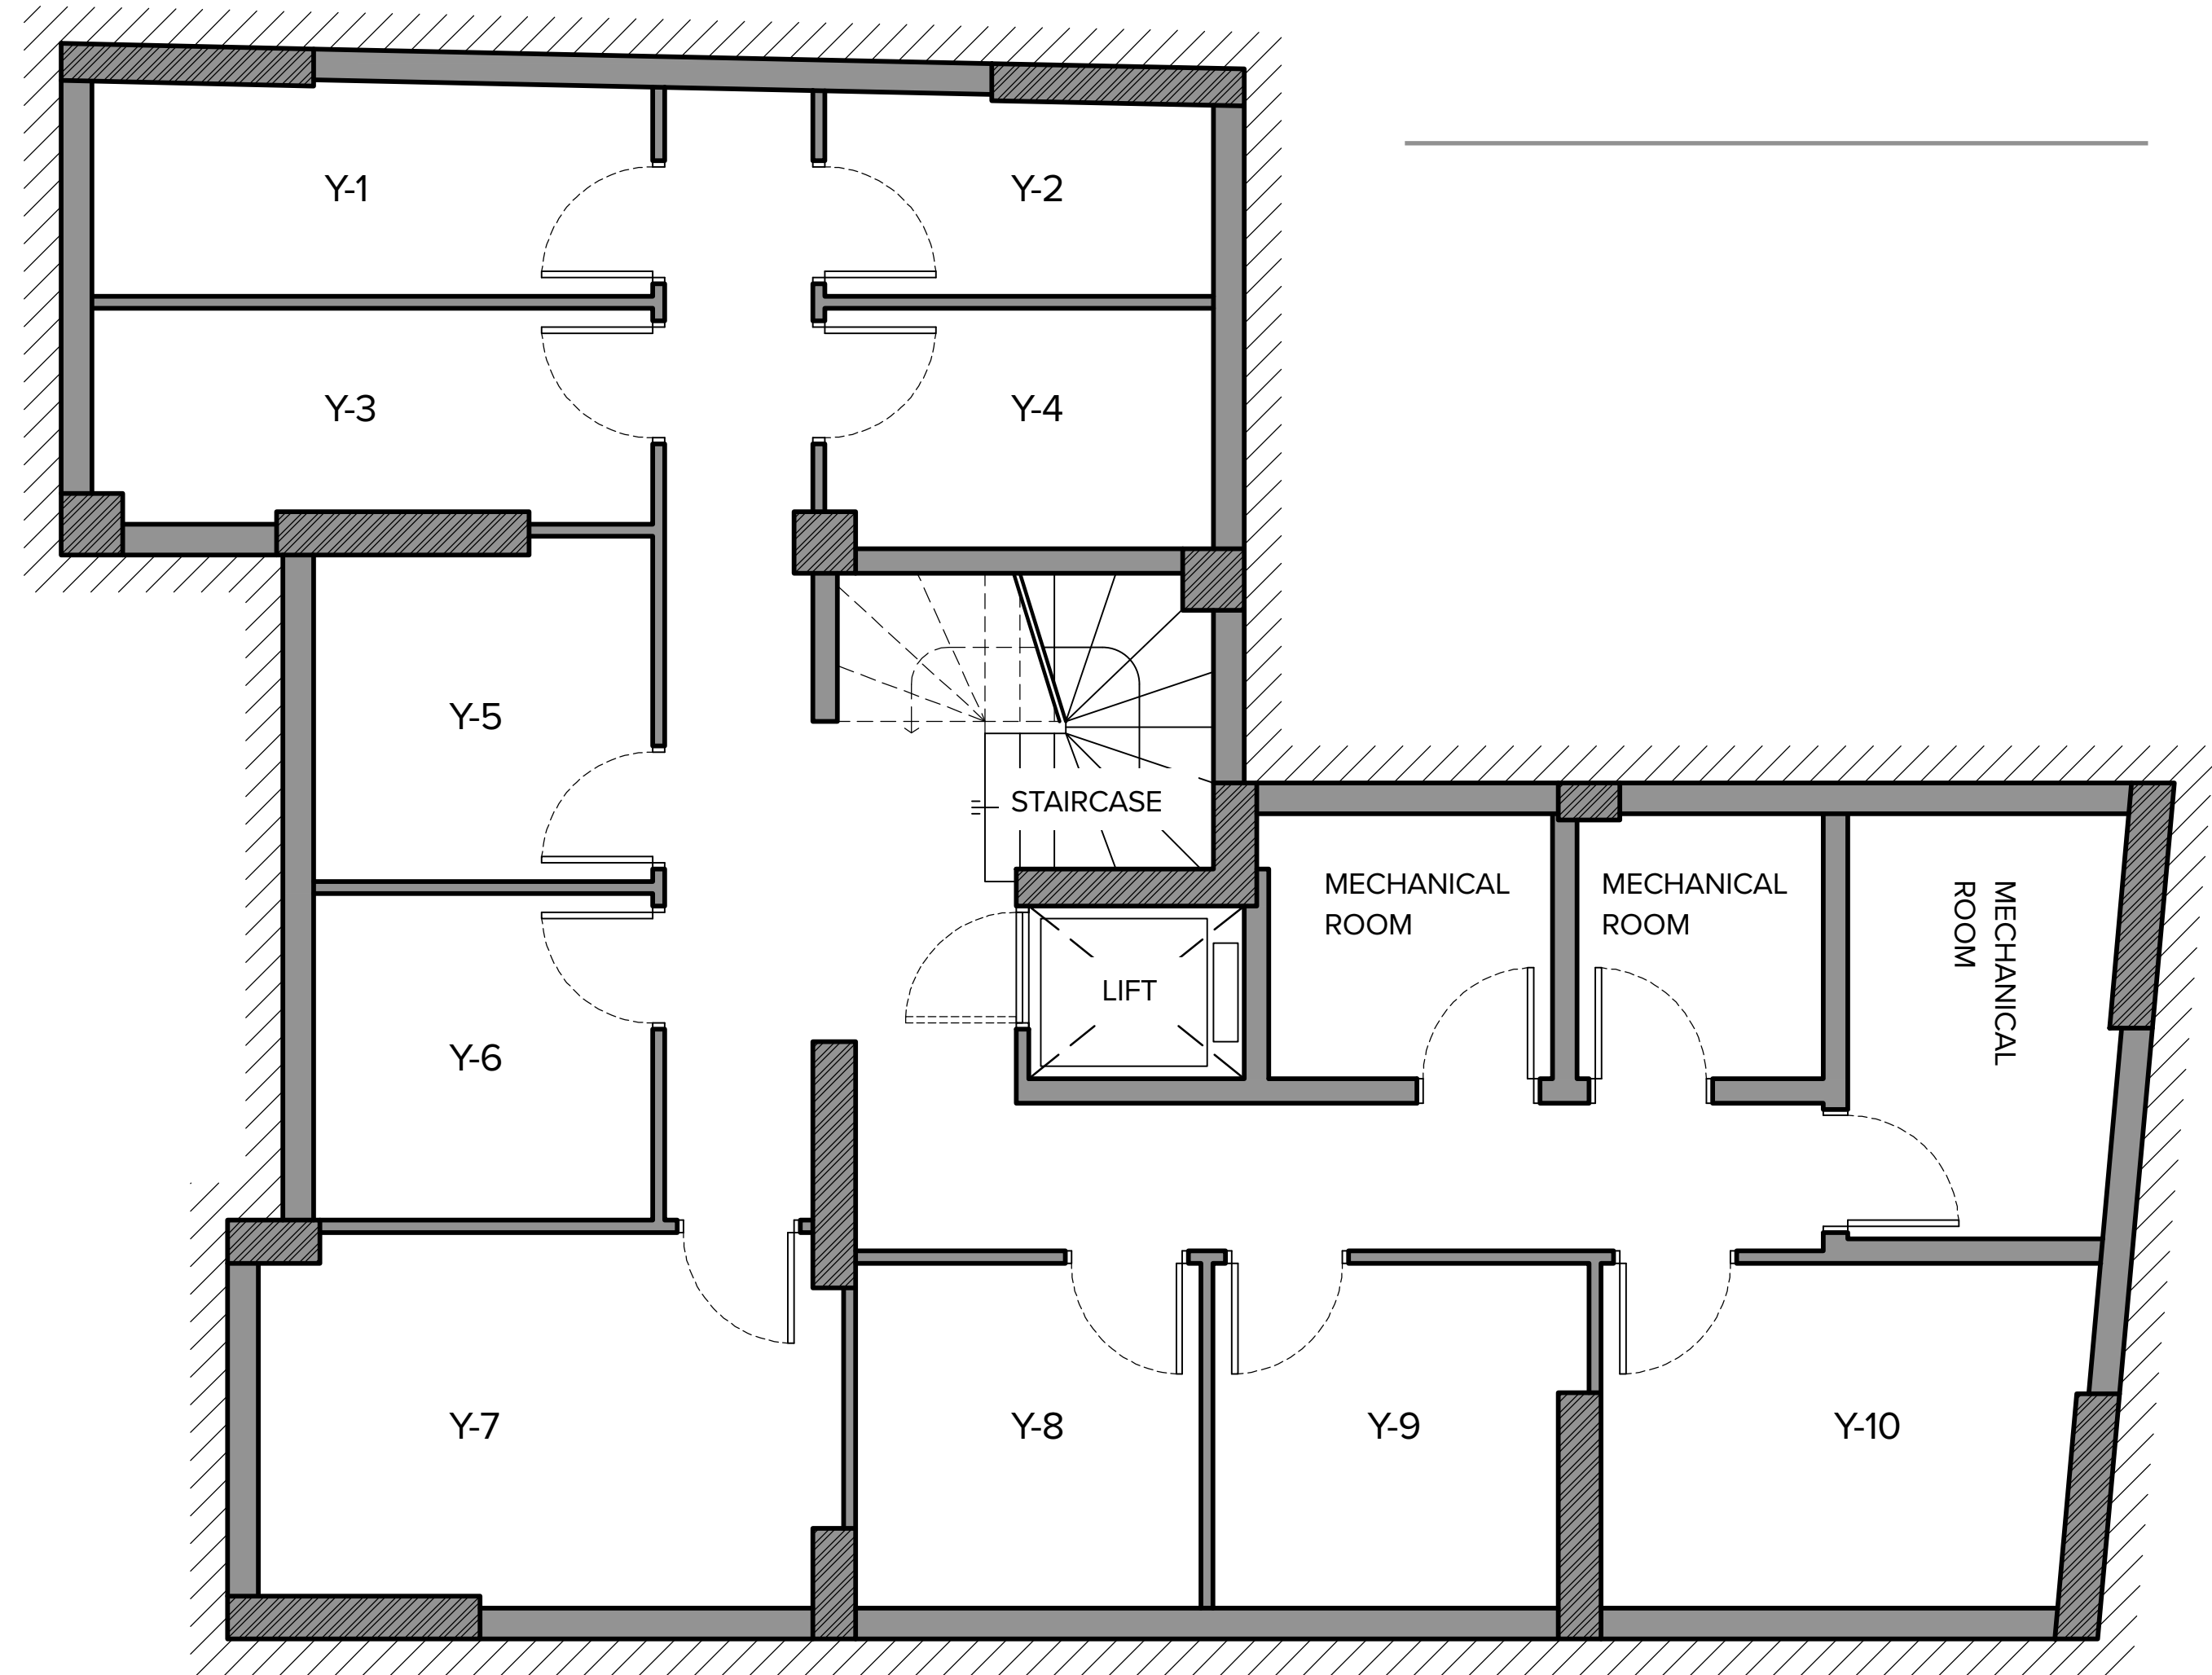 Y-1
Y-2
Y-3
Y-4
Y-5
STAIRCASE
MECHANICAL
ROOM
MECHANICAL
ROOM
MECHANICAL
ROOM
LIFT
Y-6
Y-7
Y-8
Y-9
Y-10